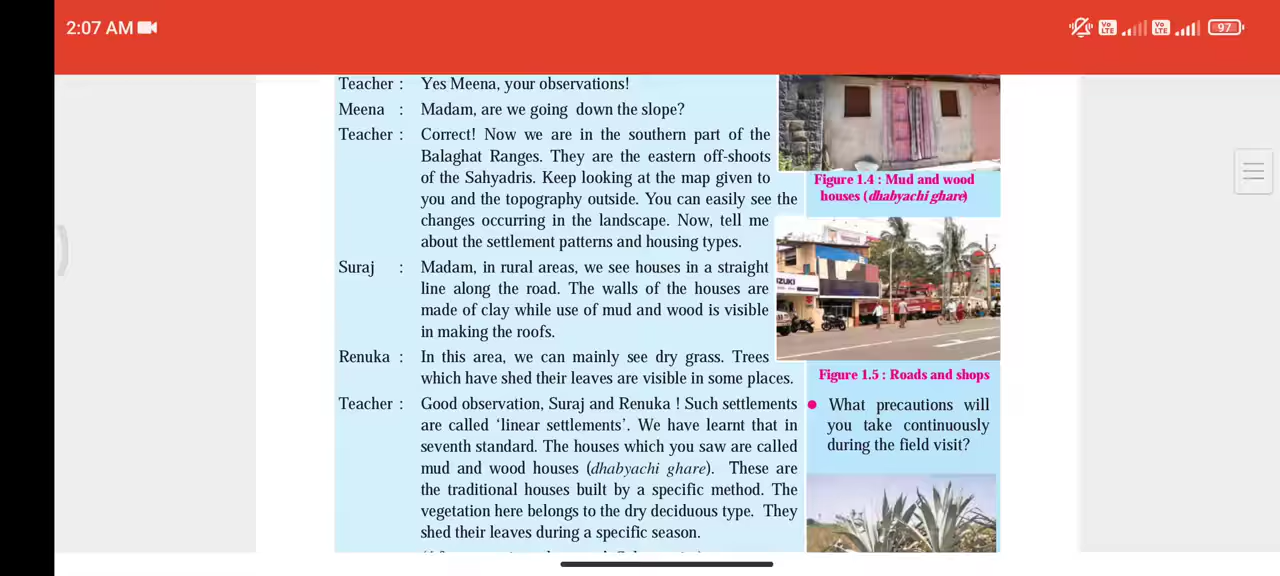 2:07 AM
Vo LTE
Vo LTE
97
Teacher : Yes Meena, your observations!
Meena : Madam, are we going down the slope?
Teacher : Correct! Now we are in the southern part of the
Balaghat Ranges. They are the eastern off-shoots
of the Sahyadris. Keep looking at the map given to
you and the topography outside. You can easily see the
changes occurring in the landscape. Now, tell me
about the settlement patterns and housing types.
Suraj : Madam, in rural areas, we see houses in a straight
line along the road. The walls of the houses are
made of clay while use of mud and wood is visible
in making the roofs.
Renuka : In this area, we can mainly see dry grass. Trees
which have shed their leaves are visible in some places.
Teacher : Good observation, Suraj and Renuka ! Such settlements
are called ‘linear settlements’. We have learnt that in
seventh standard. The houses which you saw are called
mud and wood houses (dhabyachi ghare). These are
the traditional houses built by a specific method. The
vegetation here belongs to the dry deciduous type. They
shed their leaves during a specific season.
Figure 1.4 : Mud and wood
houses (dhabyachi ghare)
UZUKI
Figure 1.5 : Roads and shops
• What precautions will
you take continuously
during the field visit?